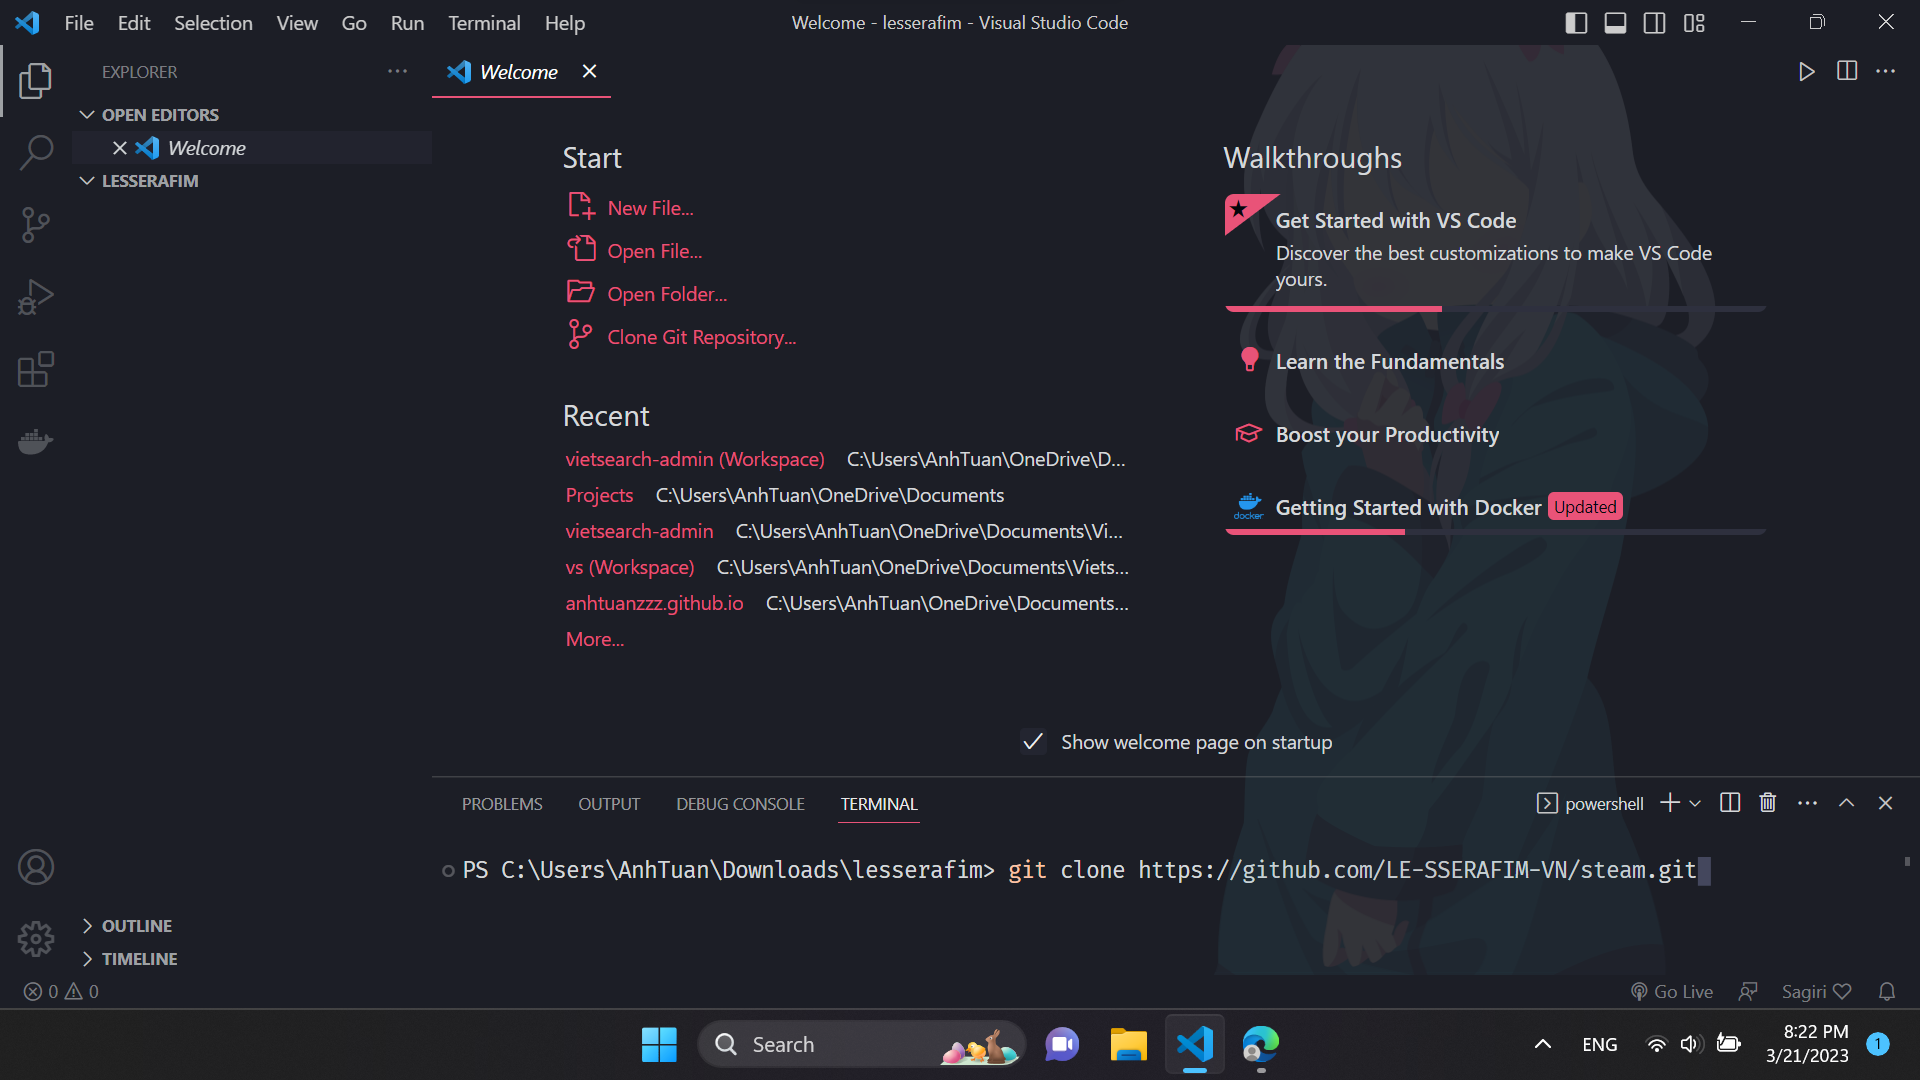 File Edit Selection View Go Run Terminal Help
Welcome - lesserafim - Visual Studio Code
EXPLORER
OPEN EDITORS
Welcome
LESSERAFIM
OUTLINE
TIMELINE
Welcome
Start
New File...
Open File...
Open Folder...
Clone Git Repository...
Recent
vietsearch-admin (Workspace) C:\Users\AnhTuan\OneDrive\D...
Projects C:\Users\AnhTuan\OneDrive\Documents
vietsearch-admin C:\Users\AnhTuan\OneDrive\Documents\Vi...
vs (Workspace) C:\Users\AnhTuan\OneDrive\Documents\Viets...
anhtuanzzz.github.io C:\Users\AnhTuan\OneDrive\Documents...
More...
Walkthroughs
Get Started with VS Code
Discover the best customizations to make VS Code
yours.
Learn the Fundamentals
Boost your Productivity
docker
Getting Started with Docker Updated
Show welcome page on startup
PROBLEMS OUTPUT DEBUG CONSOLE TERMINAL
powershell
PS C:\Users\AnhTuan\Downloads\lesserafim> git clone https://github.com/LE-SSERAFIM-VN/steam.git
0 0
Go Live
Sagiri
Search
ENG
8:22 PM
3/21/2023
1